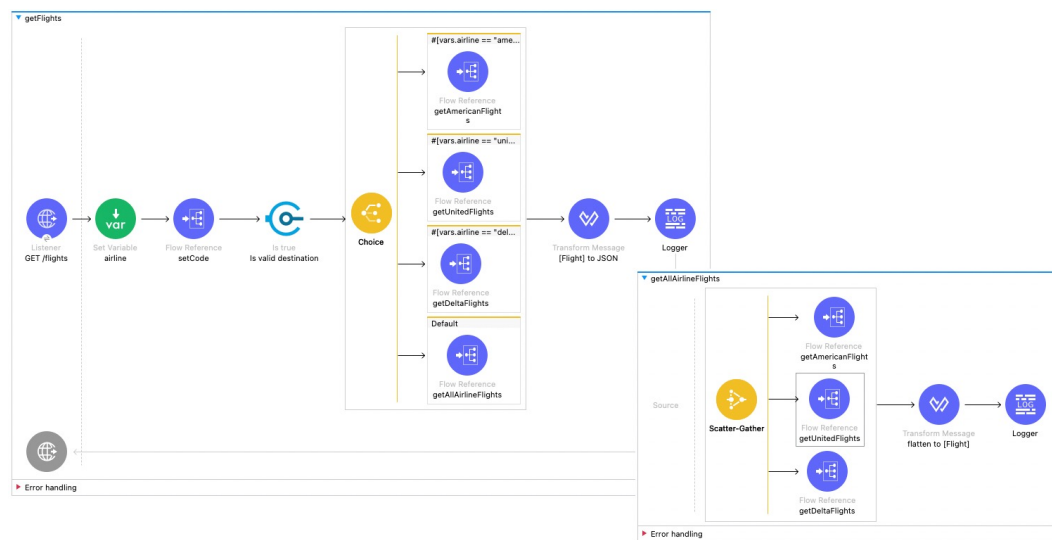 getFlights
#[vars.airline == "ame...
Flow Reference
getAmericanFlight
s
#[vars.airline == "uni...
Flow Reference
getUnitedFlights
Listener
GET /flights
var
Set Variable
airline
Flow Reference
setCode
Is true
Is valid destination
Choice
#[vars.airline == "del...
Flow Reference
getDeltaFlights
Default
Flow Reference
getAllAirlineFlights
Transform Message
[Flight] to JSON
LOG
Logger
Error handling
getAllAirlineFlights
Source
Scatter-Gather
Flow Reference
getAmericanFlight
s
Flow Reference
getUnitedFlights
Flow Reference
getDeltaFlights
Transform Message
flatten to [Flight]
LOG
Logger
Error handling